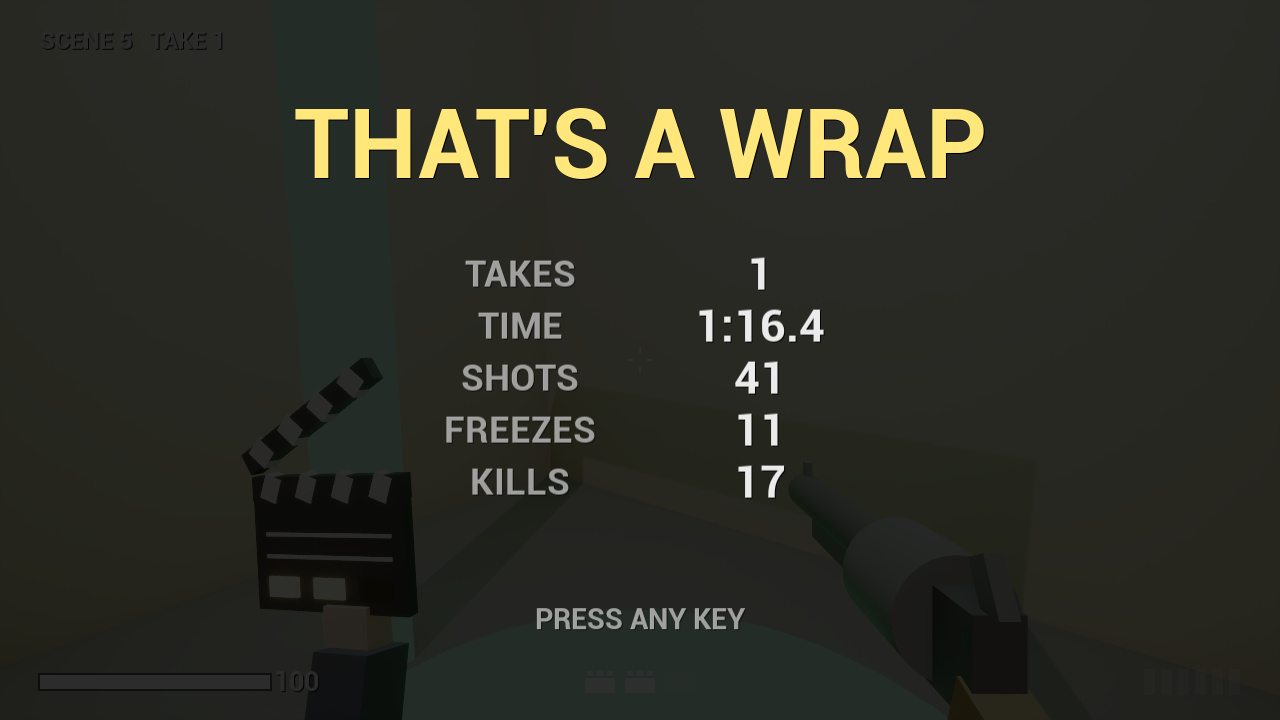 SCENE 5 TAKE 1
THAT'S A WRAP
TAKES 1
TIME 1:16.4
SHOTS 41
FREEZES 11
KILLS 17
PRESS ANY KEY
100